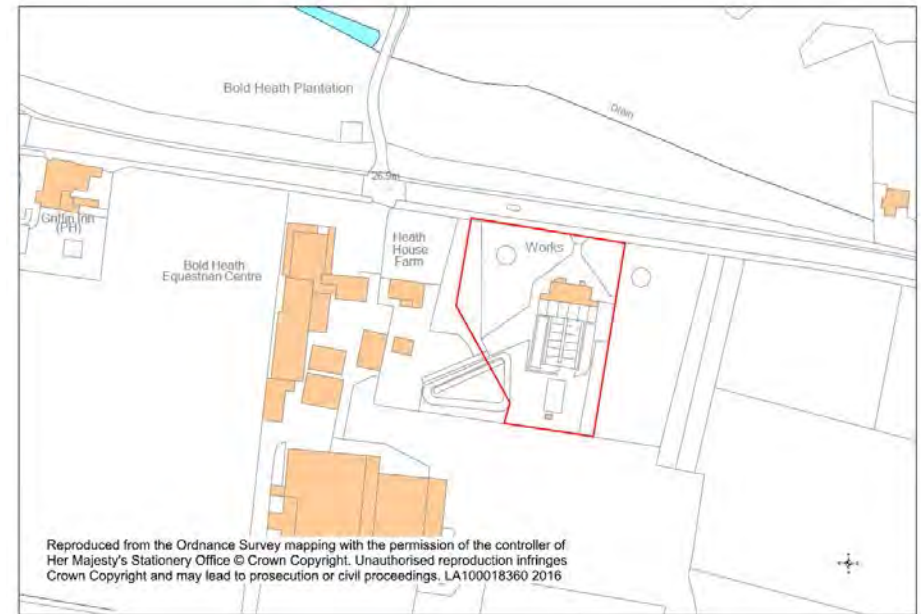 Bold Heath Plantation
Drain
26.9m
Griffin Inn
(PH)
Heath
House
Farm
Works
Bold Heath
Equestrian Centre
Reproduced from the Ordnance Survey mapping with the permission of the controller of
Her Majesty's Stationery Office © Crown Copyright. Unauthorised reproduction infringes
Crown Copyright and may lead to prosecution or civil proceedings. LA100018360 2016